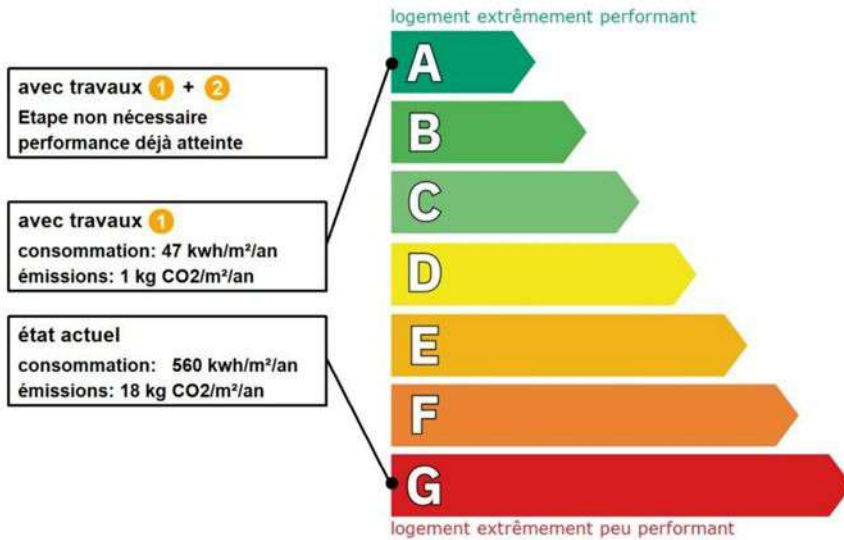 logement extrêmement performant
avec travaux 1 + 2
Etape non nécessaire
performance déjà atteinte
avec travaux 1
consommation: 47 kwh/m²/an
émissions: 1 kg CO2/m²/an
état actuel
consommation: 560 kwh/m²/an
émissions: 18 kg CO2/m²/an
A
B
C
D
E
F
G
logement extrêmement peu performant